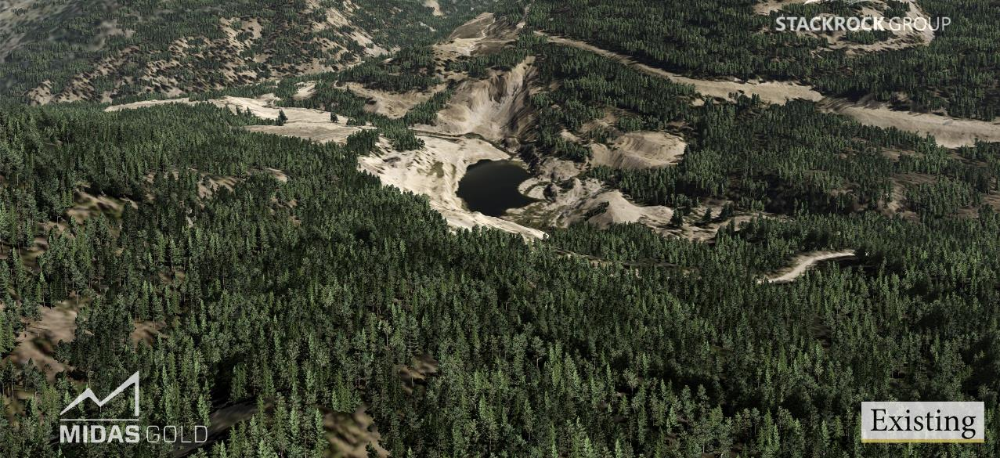 STACKROCK GROUP
MIDAS GOLD
Existing